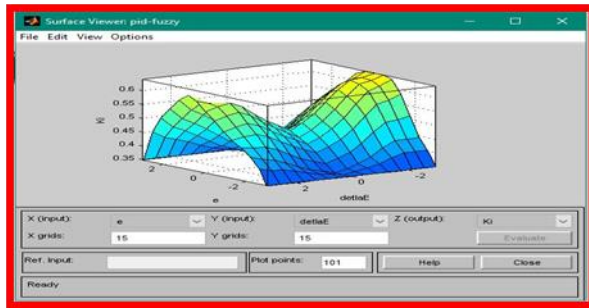 Surface Viewer: pid-fuzzy
File Edit View Options
0.6
0.55
0.5
0.45
0.4
0.35
Ki
2
0
-2
e
2
0
-2
detlaE
X (input): e Y (input): detlaE Z (output): Ki
X grids: 15 Y grids: 15 Evaluate
Ref. Input: Plot points: 101 Help Close
Ready